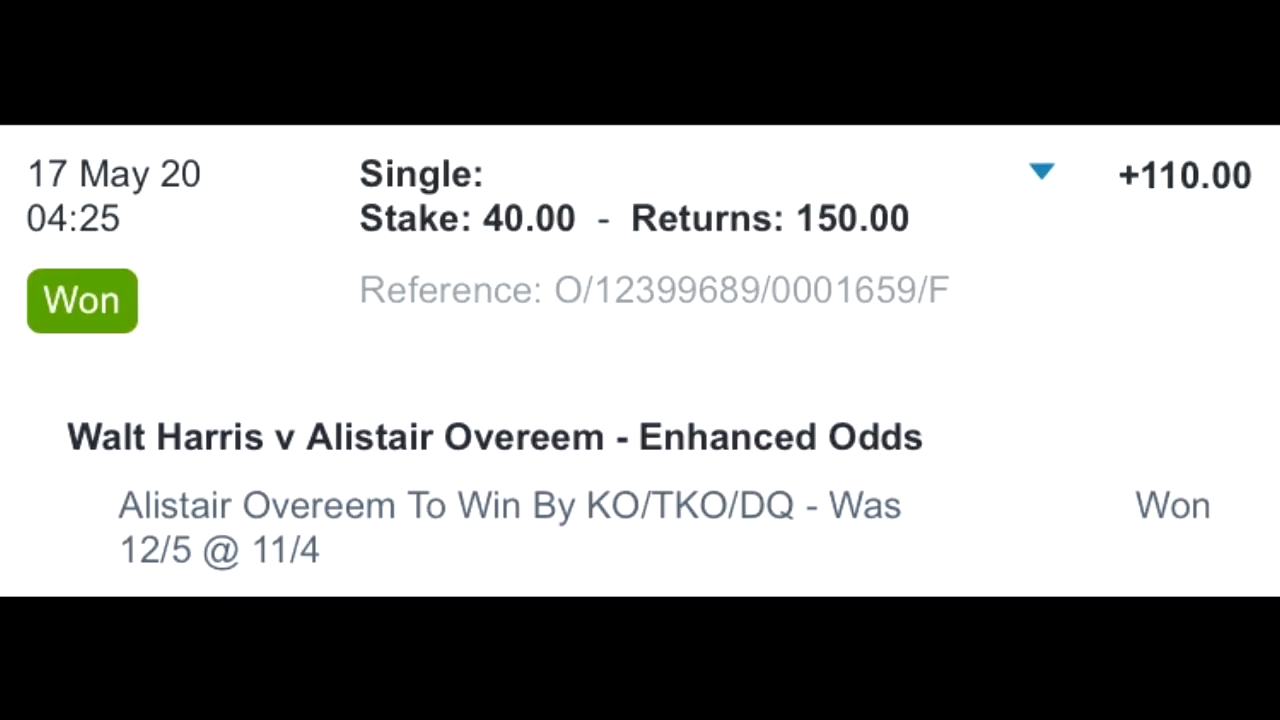 17 May 20
04:25
Won
Single:
Stake: 40.00 - Returns: 150.00
Reference: O/12399689/0001659/F
+110.00
Walt Harris v Alistair Overeem - Enhanced Odds
Alistair Overeem To Win By KO/TKO/DQ - Was
12/5 @ 11/4
Won